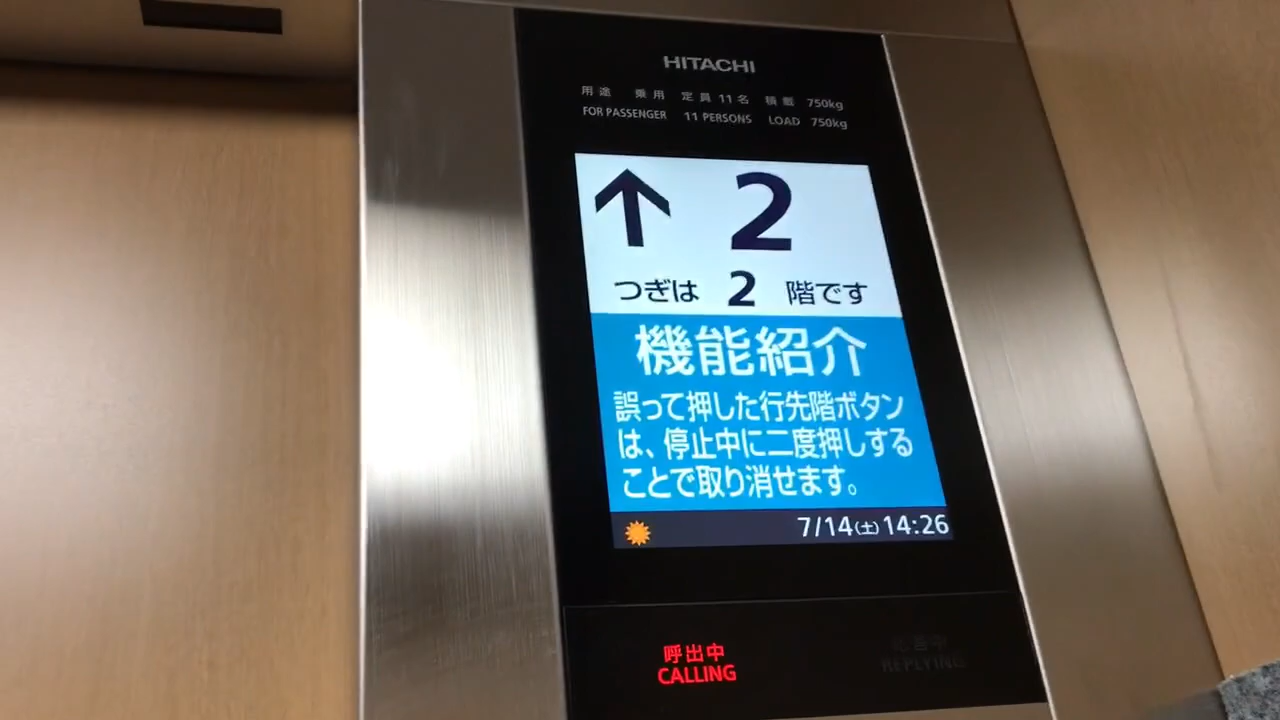 HITACHI
用途 乗用 定員 11名 積載 750kg
FOR PASSENGER 11 PERSONS LOAD 750kg
↑ 2
つぎは 2 階です
機能紹介
誤って押した行先階ボタン
は、停止中に二度押しする
ことで取り消せます。
7/14(土)14:26
呼出中 応答中
CALLING REPLYING